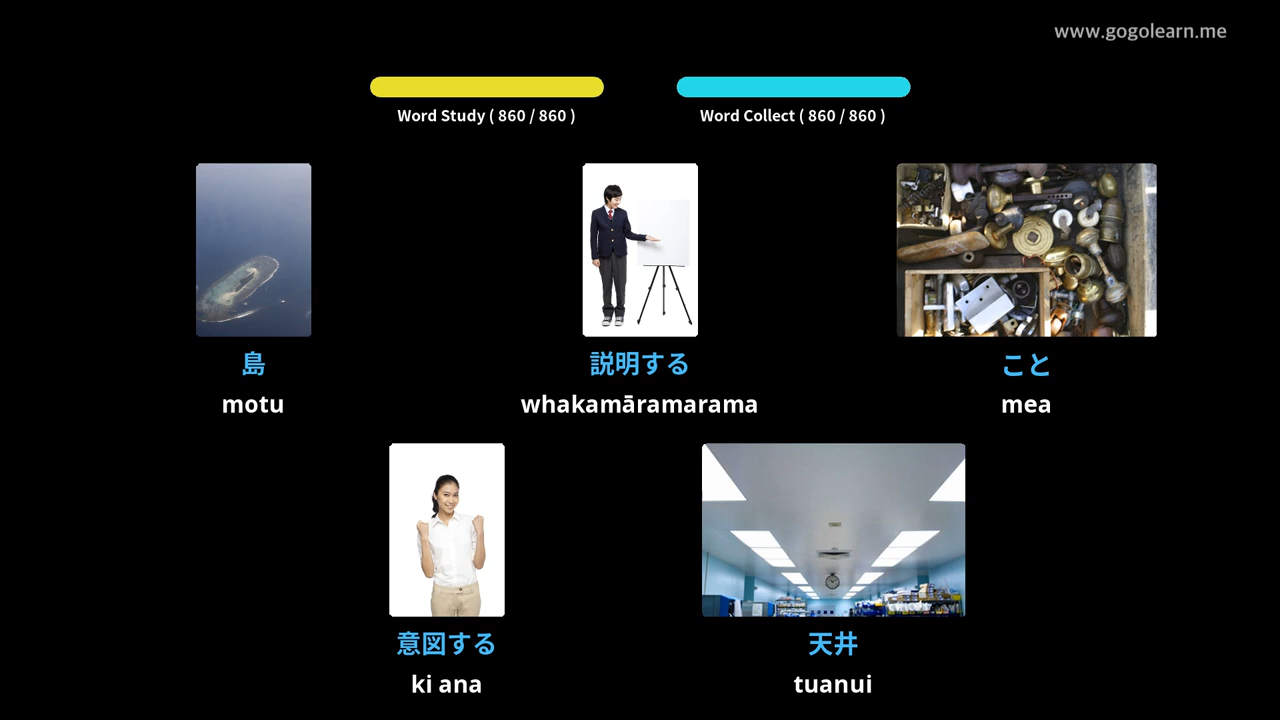 www.gogolearn.me
Word Study ( 860 / 860 )
Word Collect ( 860 / 860 )
島
motu
説明する
whakamāramarama
こと
mea
意図する
ki ana
天井
tuanui